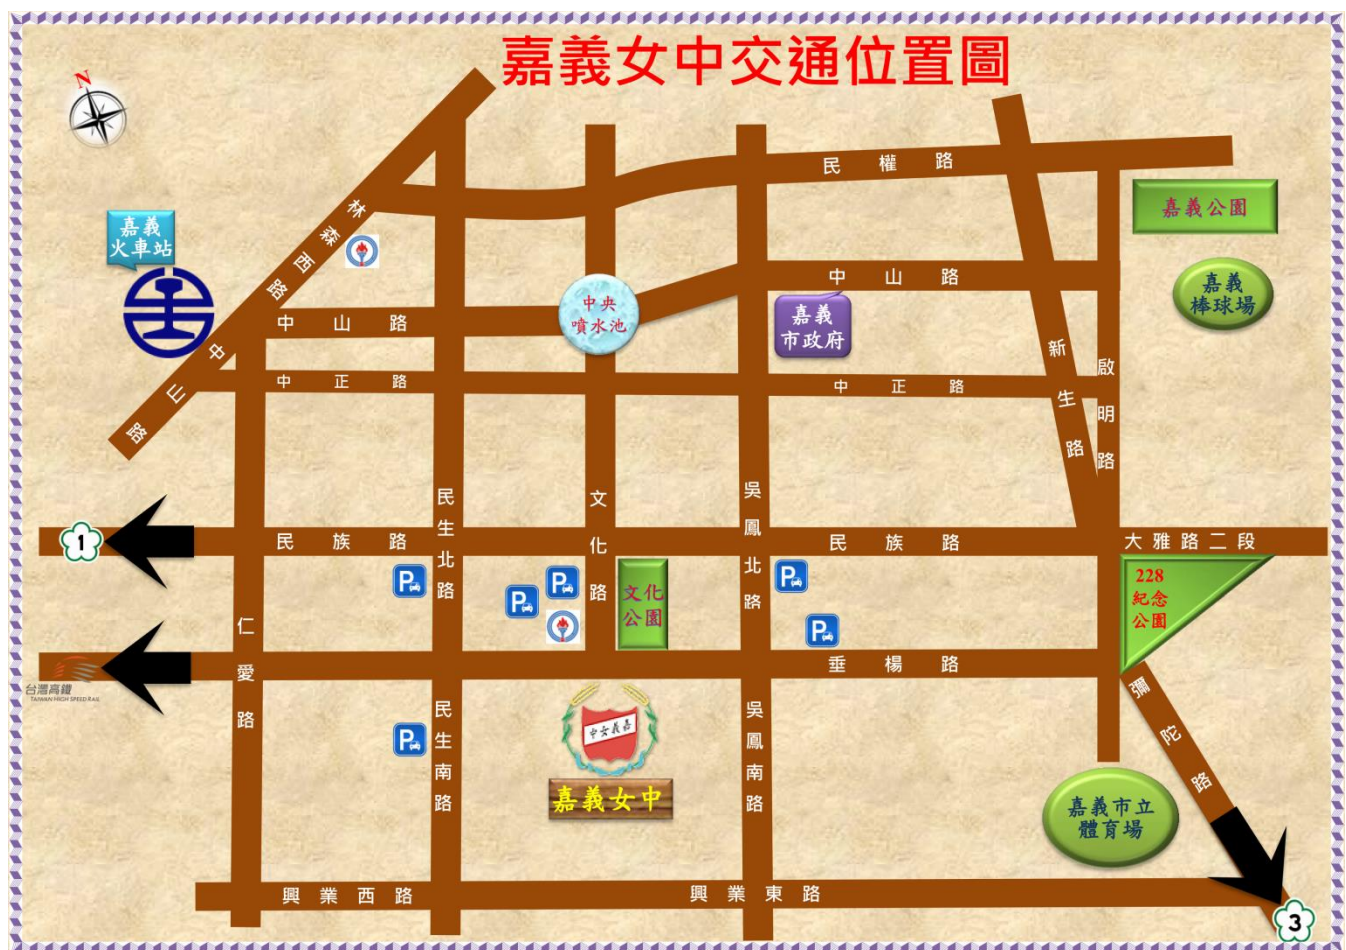 嘉義女中交通位置圖
N
民權路
嘉義公園
嘉義
火車站
林森西路
中山路
嘉義
棒球場
中央
噴水池
中山路
嘉義
市政府
中山路
新生路
啟明路
中正路
中正路
民生北路
文化路
吳鳳北路
1
民族路
民族路
大雅路二段
P
P
P
P
P
文化
公園
228
紀念
公園
仁愛路
垂楊路
台灣高鐵
TAIWAN HIGH SPEED RAIL
彌陀路
民生南路
中女義嘉
吳鳳南路
嘉義女中
嘉義市立
體育場
興業西路
興業東路
3